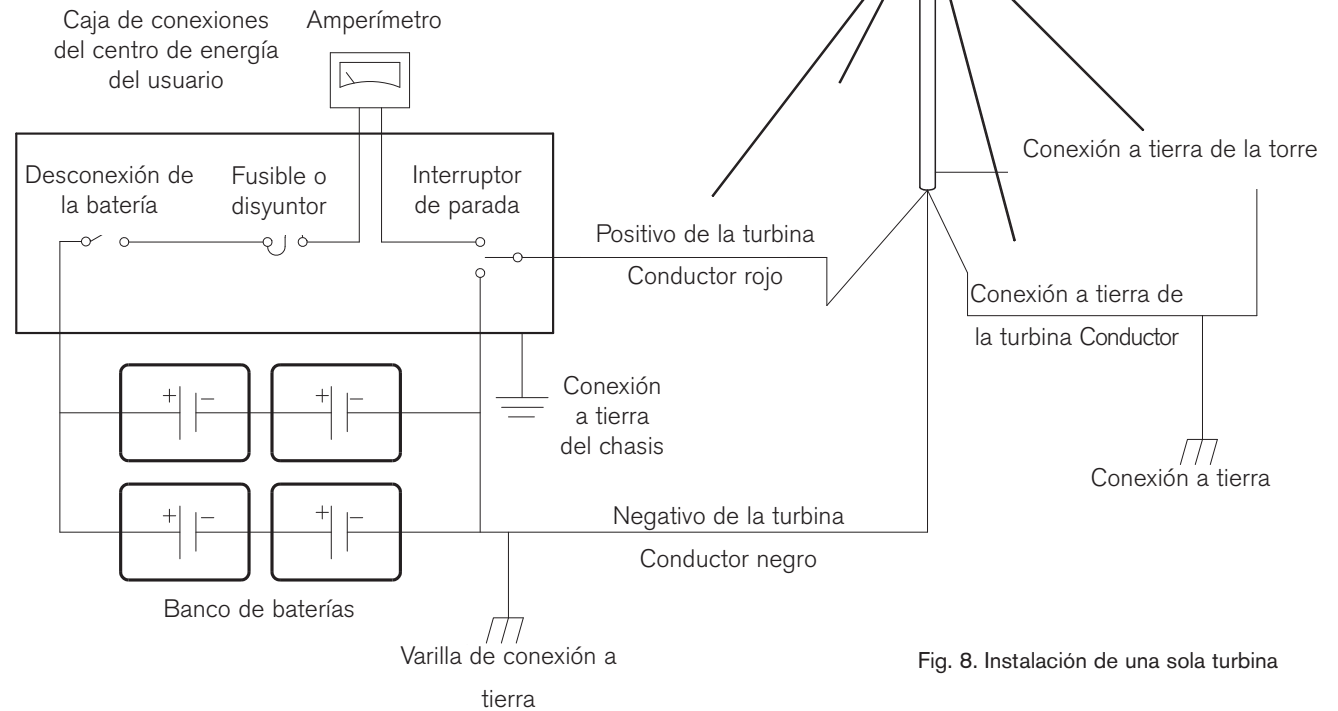 Caja de conexiones
del centro de energía
del usuario
Amperímetro
Desconexión de
la batería
Fusible o
disyuntor
Interruptor
de parada
Conexión a tierra de la torre
Positivo de la turbina
Conductor rojo
Conexión a tierra de
la turbina Conductor
+ –
+ –
Conexión
a tierra
del chasis
Conexión a tierra
+ –
+ –
Negativo de la turbina
Conductor negro
Banco de baterías
Varilla de conexión a
tierra
Fig. 8. Instalación de una sola turbina